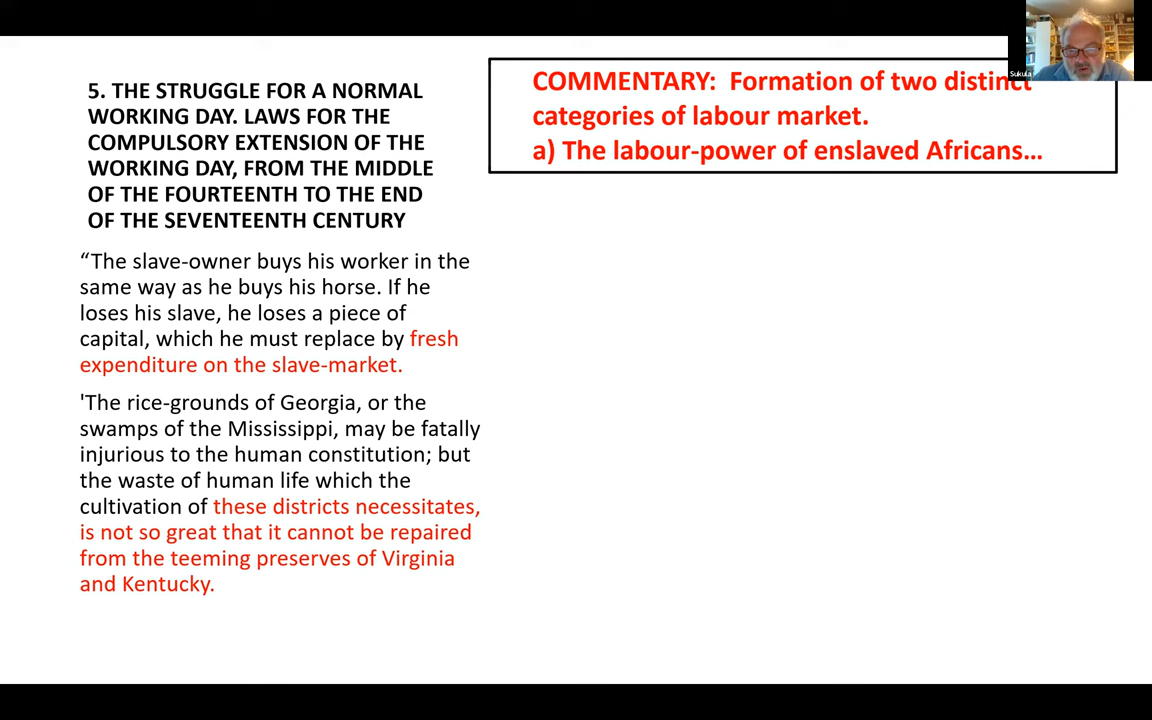 5. THE STRUGGLE FOR A NORMAL
WORKING DAY. LAWS FOR THE
COMPULSORY EXTENSION OF THE
WORKING DAY, FROM THE MIDDLE
OF THE FOURTEENTH TO THE END
OF THE SEVENTEENTH CENTURY
“The slave-owner buys his worker in the
same way as he buys his horse. If he
loses his slave, he loses a piece of
capital, which he must replace by fresh
expenditure on the slave-market.
'The rice-grounds of Georgia, or the
swamps of the Mississippi, may be fatally
injurious to the human constitution; but
the waste of human life which the
cultivation of these districts necessitates,
is not so great that it cannot be repaired
from the teeming preserves of Virginia
and Kentucky.
COMMENTARY: Formation of two distinct
categories of labour market.
a) The labour-power of enslaved Africans...
Sukula